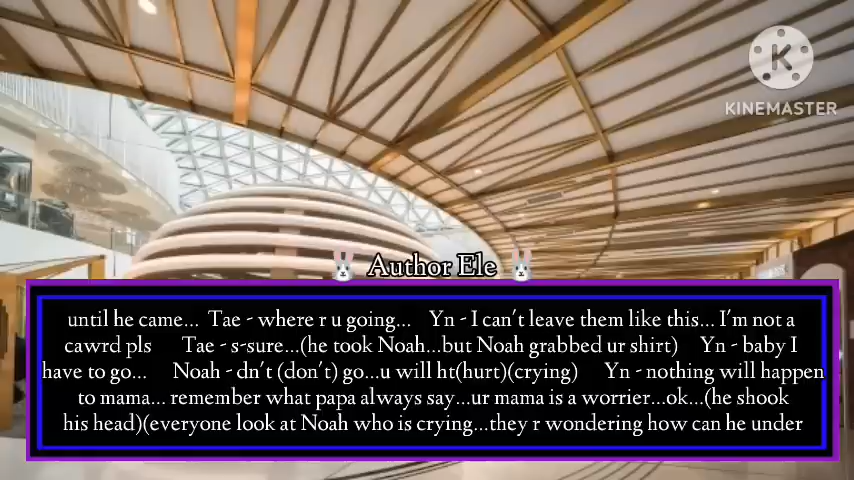 KINEMASTER
Author Ele
until he came... Tae - where r u going... Yn - I can't leave them like this... I'm not a
cawrd pls Tae - s-sure...(he took Noah...but Noah grabbed ur shirt) Yn - baby I
have to go... Noah - dn't (don't) go...u will ht(hurt)(crying) Yn - nothing will happen
to mama... remember what papa always say...ur mama is a worrier...ok...(he shook
his head)(everyone look at Noah who is crying...they r wondering how can he under